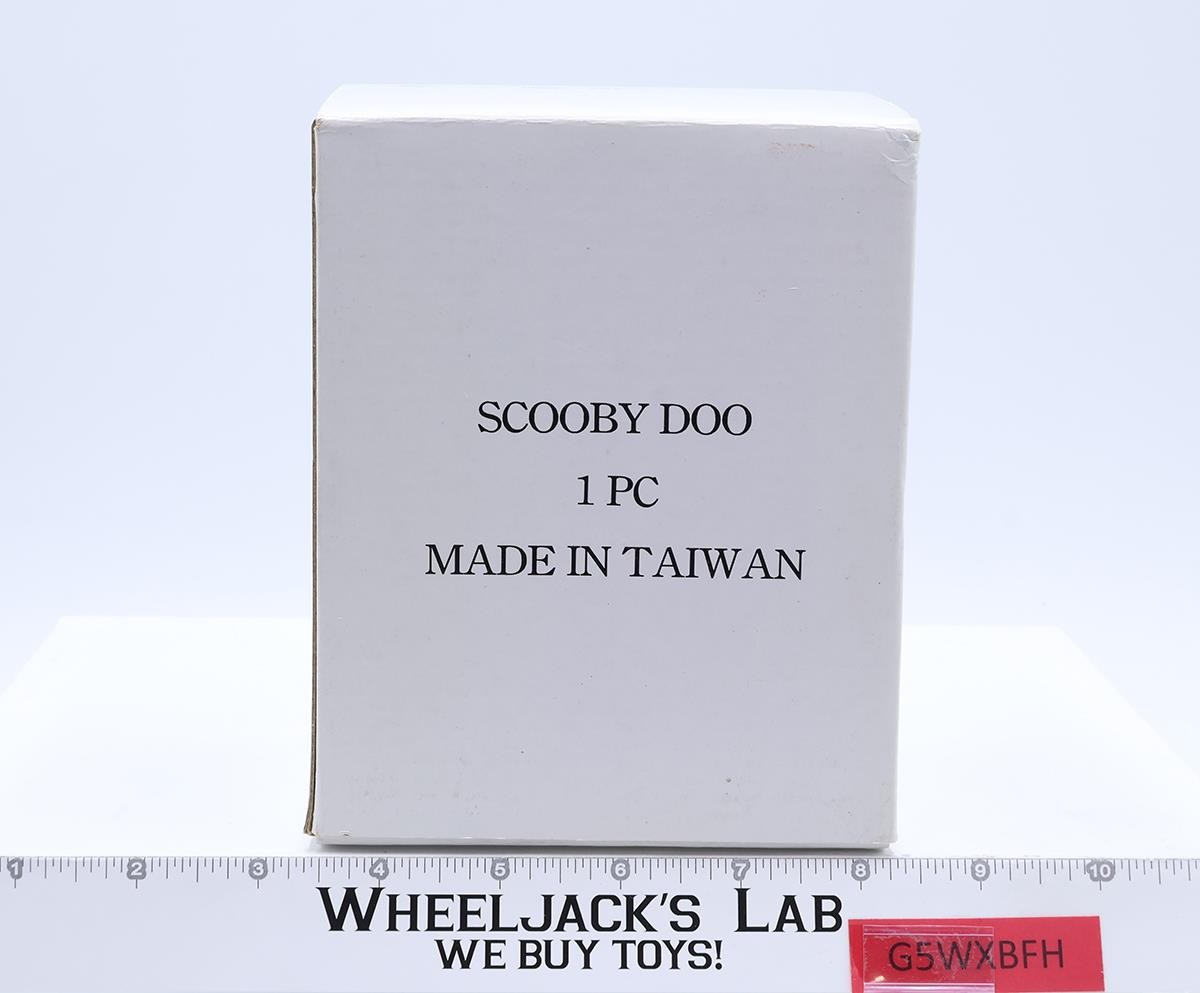 SCOOBY DOO
1 PC
MADE IN TAIWAN
1 2 3 4 5 6 7 8 9 10
WHEELJACK'S LAB
WE BUY TOYS!
G5WXBFH